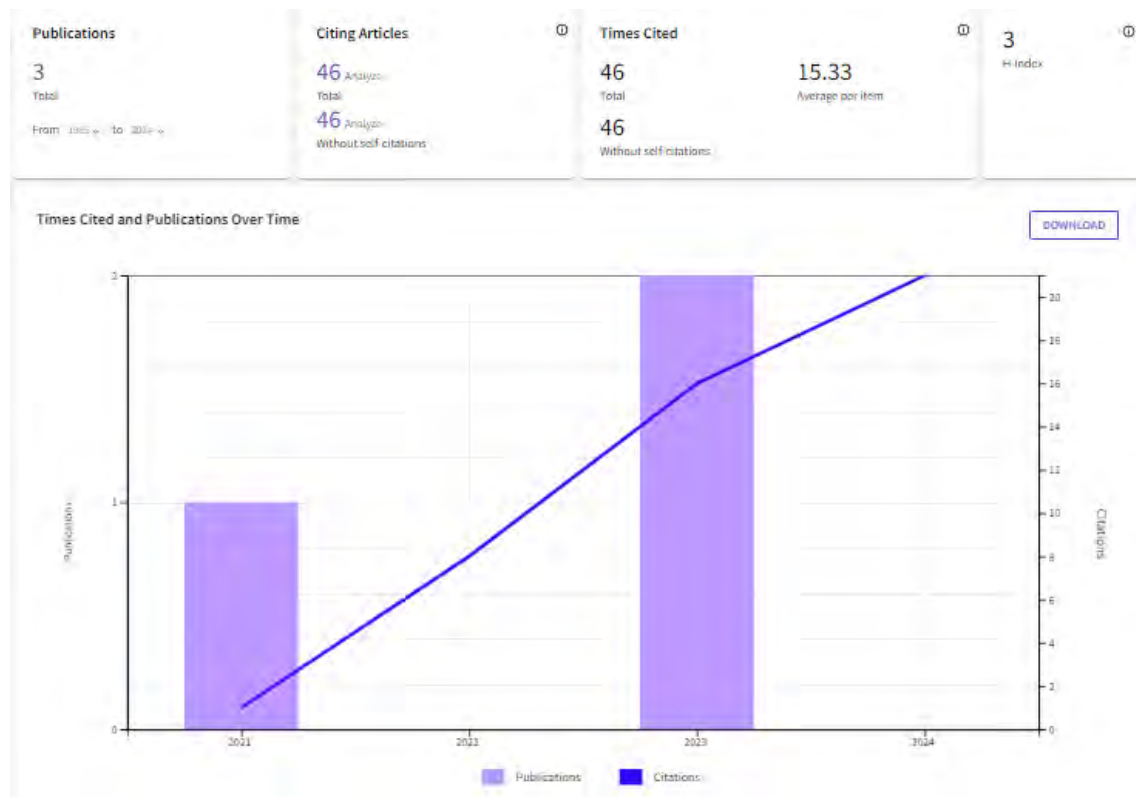 Publications
3
Total
From 1985 to
Citing Articles
46 Analyze
Total
46 Analyze
Without self-citations
Times Cited
46
Total
46
Without self-citations
15.33
Average per item
3
H-Index
Times Cited and Publications Over Time
DOWNLOAD
2
1
0
Publications
20
18
16
14
12
10
8
6
4
2
0
Citations
2021
2022
2023
2024
Publications
Citations